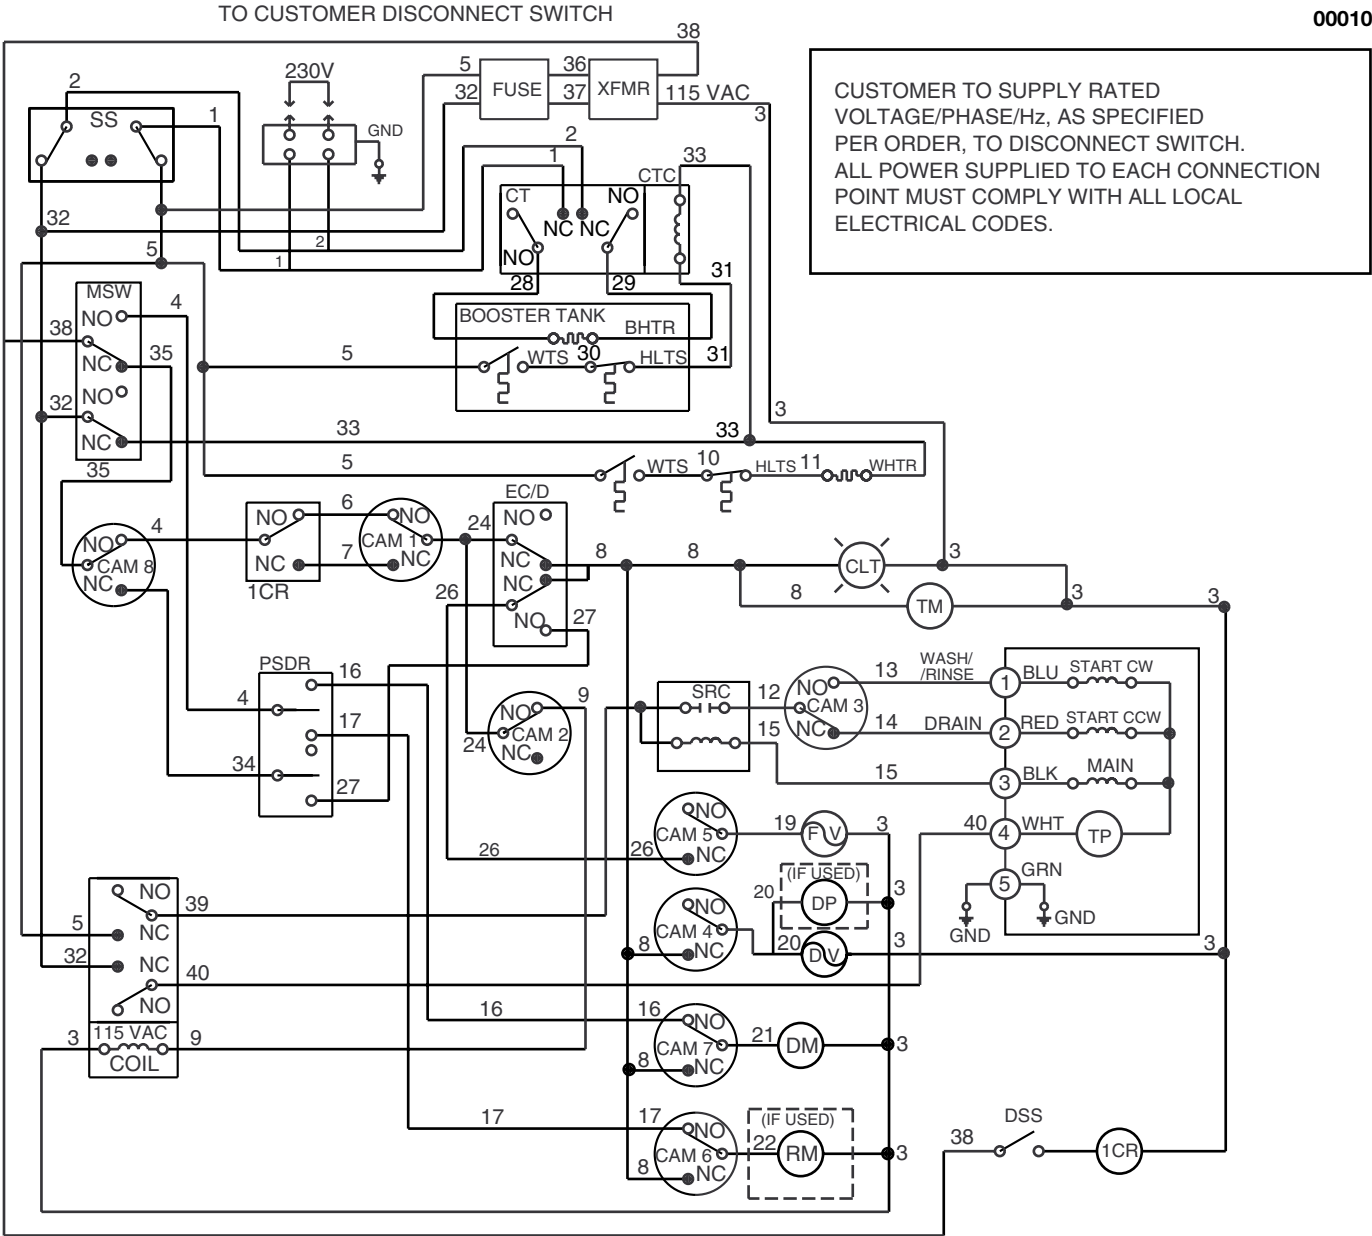 TO CUSTOMER DISCONNECT SWITCH
00010
38
CUSTOMER TO SUPPLY RATED
VOLTAGE/PHASE/Hz, AS SPECIFIED
PER ORDER, TO DISCONNECT SWITCH.
ALL POWER SUPPLIED TO EACH CONNECTION
POINT MUST COMPLY WITH ALL LOCAL
ELECTRICAL CODES.
2
230V
5
FUSE
36
XFMR
32
37
115 VAC
3
SS
1
GND
2
1
33
CTC
CT
NO
NC
NC
NO
32
2
5
1
28
29
31
MSW
NO
4
38
NC
35
NO
32
NC
BOOSTER TANK
BHTR
5
WTS
30
HLTS
31
3
33
33
35
5
WTS
10
HLTS
11
WHTR
EC/D
NO
4
NO
CAM 8
NC
NO
6
NC
7
1CR
NO
CAM 1
NC
24
NC
NC
26
NO
27
8
8
CLT
3
8
TM
3
3
PSDR
16
4
17
34
27
9
NO
CAM 2
24
NC
SRC
12
15
NO
CAM 3
NC
13
WASH/
/RINSE
14
DRAIN
15
1
BLU
START CW
2
RED
START CCW
3
BLK
MAIN
40
4
WHT
TP
5
GRN
GND
GND
26
26
NO
CAM 5
NC
19
F V
3
(IF USED)
20
DP
3
NO
CAM 4
NC
8
20
D V
3
3
NO
39
5
NC
32
NC
40
NO
115 VAC
3
9
COIL
16
16
NO
CAM 7
8
NC
21
DM
3
17
17
NO
CAM 6
8
NC
(IF USED)
22
RM
3
38
DSS
1CR